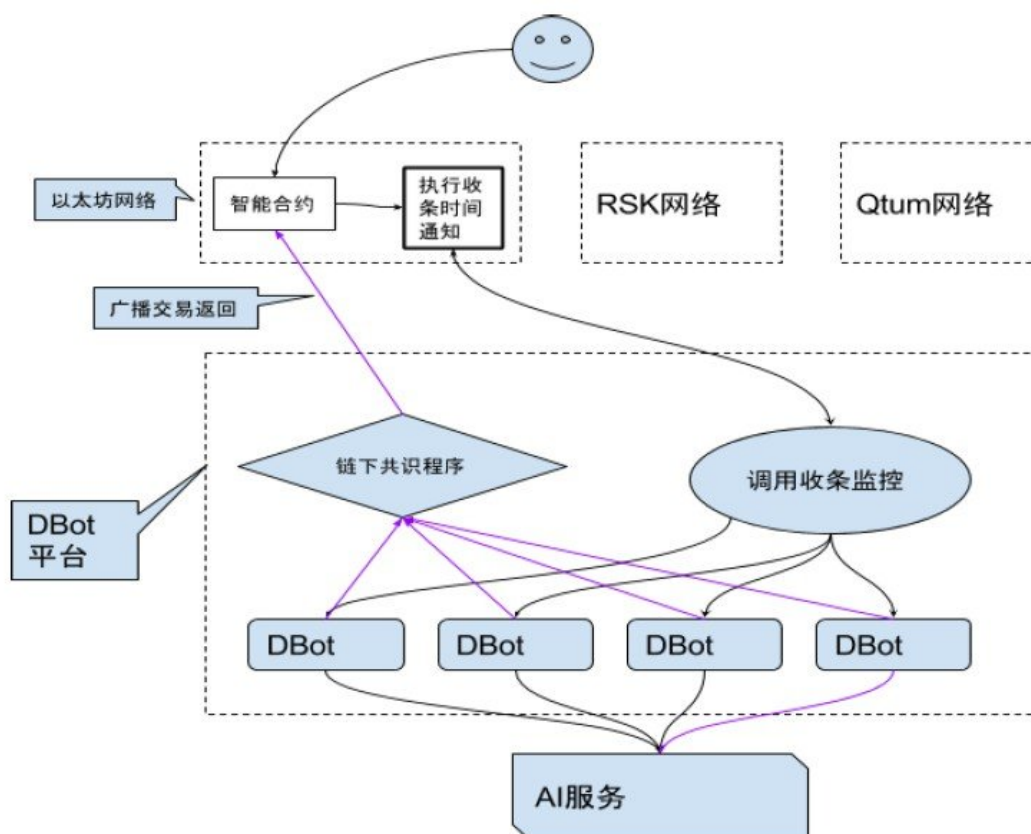 以太坊网络
智能合约
执行收
条时间
通知
RSK网络
Qtum网络
广播交易返回
链下共识程序
调用收条监控
DBot
平台
DBot
DBot
DBot
DBot
AI服务